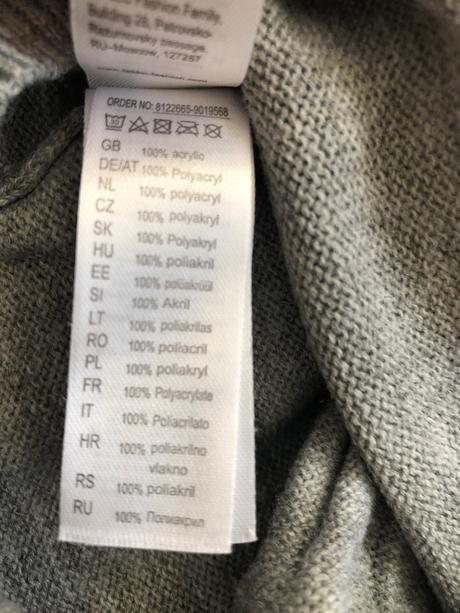 Fashion Family,
Building 28, Petrovsko-
Razumovsky passage,
RU-Moscow, 127287
ORDER NO: 8122665-9019568
30
GB 100% acrylic
DE/AT 100% Polyacryl
NL 100% polyacryl
CZ 100% polyakryl
SK 100% Polyakryl
HU 100% poliakril
EE 100% polüakrüül
SI 100% Akril
LT 100% poliakrilas
RO 100% poliacril
PL 100% poliakryl
FR 100% Polyacrylate
IT 100% Poliacrilato
HR 100% poliakrilno
vlakno
RS 100% poliakril
RU 100% Полиакрил